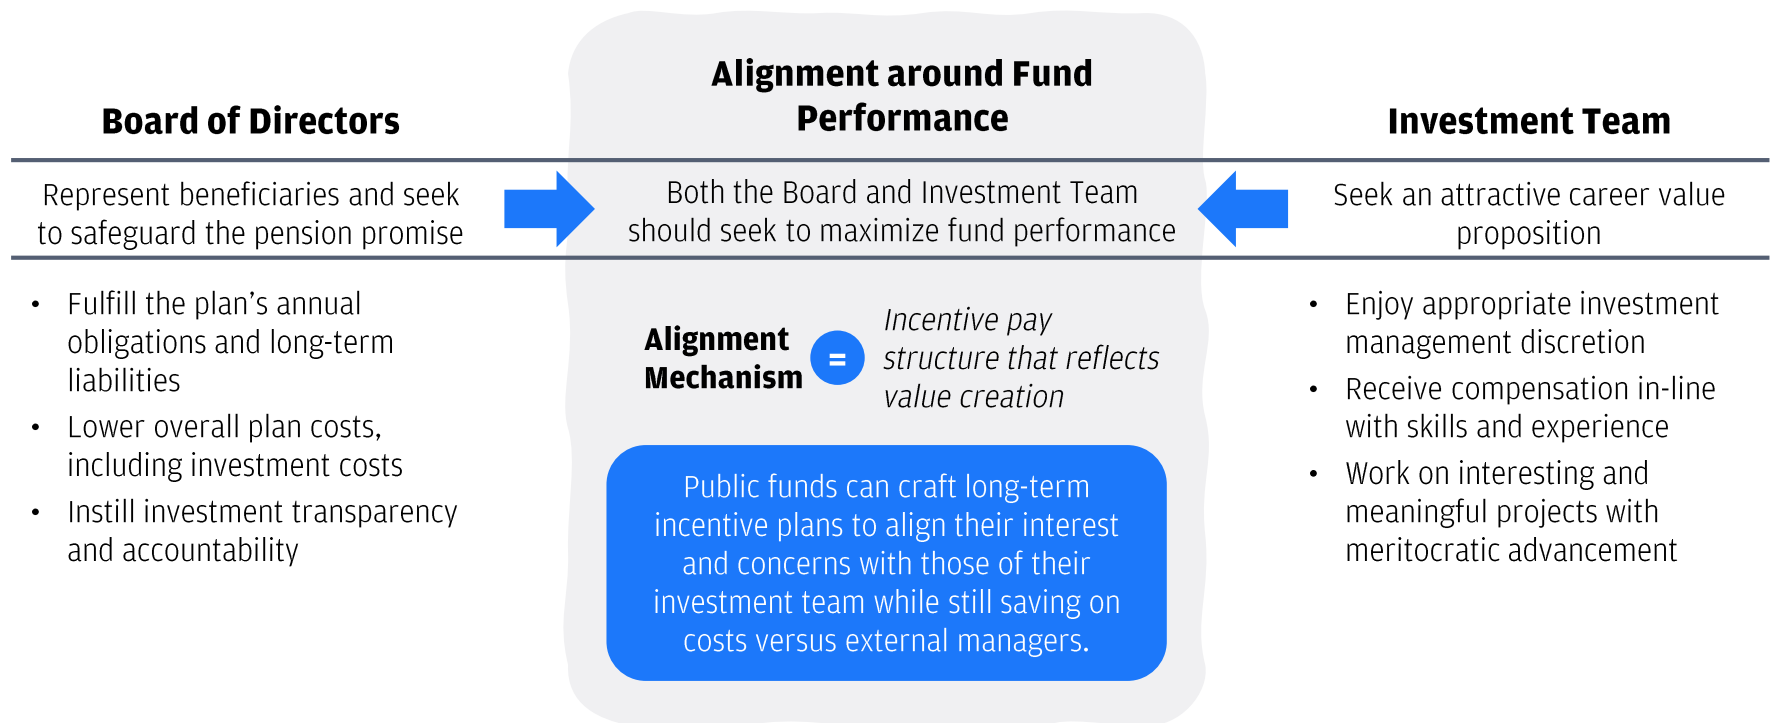 Board of Directors
Represent beneficiaries and seek
to safeguard the pension promise
• Fulfill the plan’s annual
obligations and long-term
liabilities
• Lower overall plan costs,
including investment costs
• Instill investment transparency
and accountability
Alignment around Fund
Performance
Both the Board and Investment Team
should seek to maximize fund performance
Alignment
Mechanism
=
Incentive pay
structure that reflects
value creation
Public funds can craft long-term
incentive plans to align their interest
and concerns with those of their
investment team while still saving on
costs versus external managers.
Investment Team
Seek an attractive career value
proposition
• Enjoy appropriate investment
management discretion
• Receive compensation in-line
with skills and experience
• Work on interesting and
meaningful projects with
meritocratic advancement